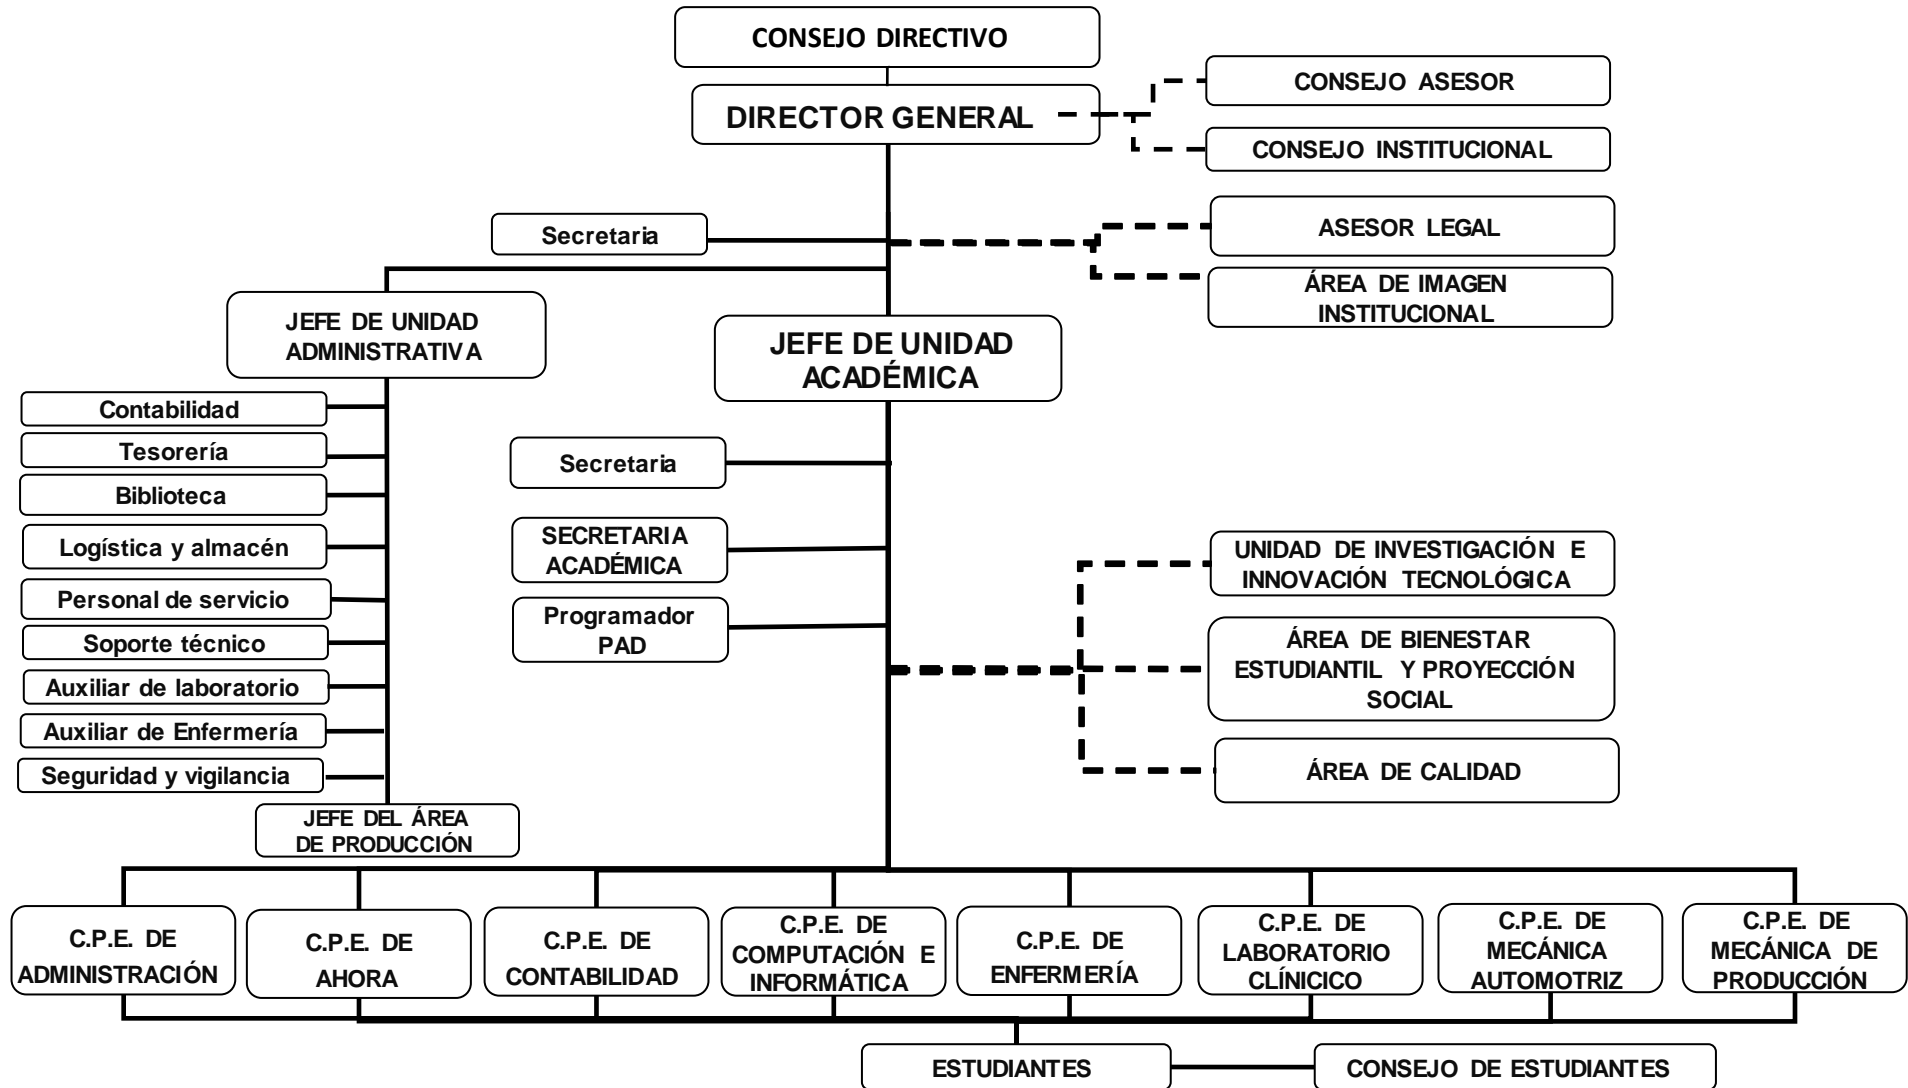 CONSEJO DIRECTIVO
DIRECTOR GENERAL
CONSEJO ASESOR
CONSEJO INSTITUCIONAL
Secretaria
ASESOR LEGAL
ÁREA DE IMAGEN
INSTITUCIONAL
JEFE DE UNIDAD
ADMINISTRATIVA
JEFE DE UNIDAD
ACADÉMICA
Contabilidad
Tesorería
Biblioteca
Logística y almacén
Personal de servicio
Soporte técnico
Auxiliar de laboratorio
Auxiliar de Enfermería
Seguridad y vigilancia
JEFE DEL ÁREA
DE PRODUCCIÓN
Secretaria
SECRETARIA
ACADÉMICA
Programador
PAD
UNIDAD DE INVESTIGACIÓN E
INNOVACIÓN TECNOLÓGICA
ÁREA DE BIENESTAR
ESTUDIANTIL Y PROYECCIÓN
SOCIAL
ÁREA DE CALIDAD
C.P.E. DE
ADMINISTRACIÓN
C.P.E. DE
AHORA
C.P.E. DE
CONTABILIDAD
C.P.E. DE
COMPUTACIÓN E
INFORMÁTICA
C.P.E. DE
ENFERMERÍA
C.P.E. DE
LABORATORIO
CLÍNICICO
C.P.E. DE
MECÁNICA
AUTOMOTRIZ
C.P.E. DE
MECÁNICA DE
PRODUCCIÓN
ESTUDIANTES
CONSEJO DE ESTUDIANTES